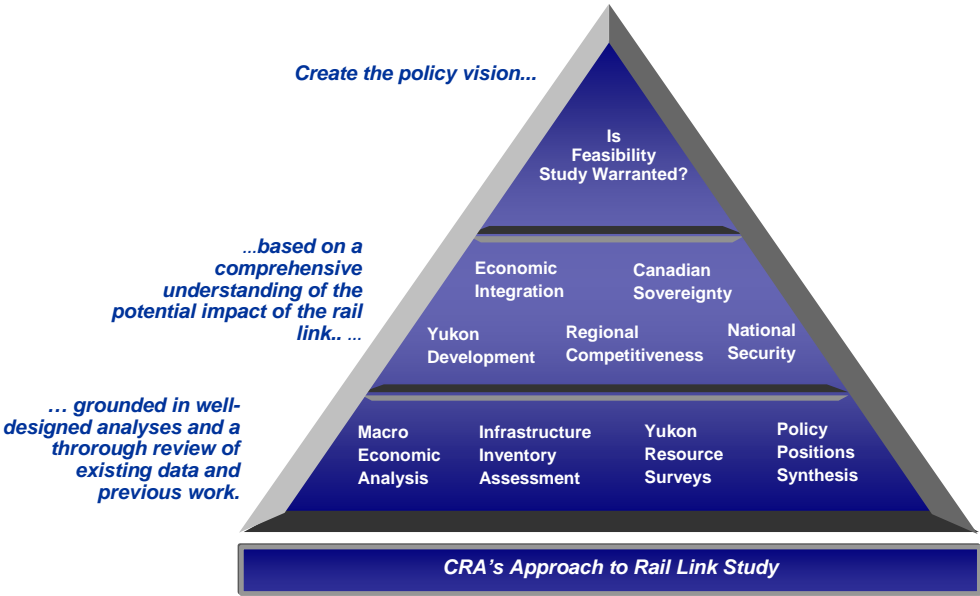 Create the policy vision...
Is
Feasibility
Study Warranted?
...based on a
comprehensive
understanding of the
potential impact of the rail
link.. ...
Economic
Integration
Canadian
Sovereignty
Yukon
Development
Regional
Competitiveness
National
Security
... grounded in well-
designed analyses and a
throrough review of
existing data and
previous work.
Macro
Economic
Analysis
Infrastructure
Inventory
Assessment
Yukon
Resource
Surveys
Policy
Positions
Synthesis
CRA's Approach to Rail Link Study